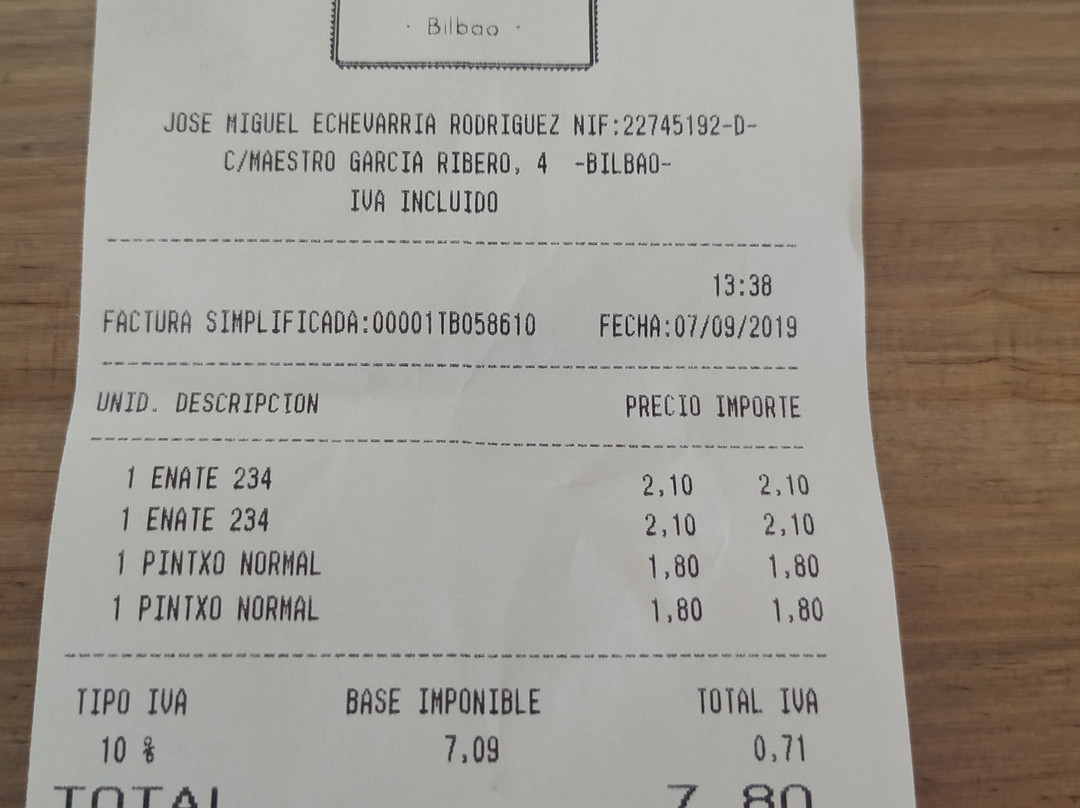 · Bilbao ·
JOSE MIGUEL ECHEVARRIA RODRIGUEZ NIF:22745192-D-
C/MAESTRO GARCIA RIBERO, 4 -BILBAO-
IVA INCLUIDO
13:38
FACTURA SIMPLIFICADA:00001TB058610 FECHA:07/09/2019
UNID. DESCRIPCION PRECIO IMPORTE
1 ENATE 234 2,10 2,10
1 ENATE 234 2,10 2,10
1 PINTXO NORMAL 1,80 1,80
1 PINTXO NORMAL 1,80 1,80
TIPO IVA BASE IMPONIBLE TOTAL IVA
10 % 7,09 0,71
TOTAL 7,80